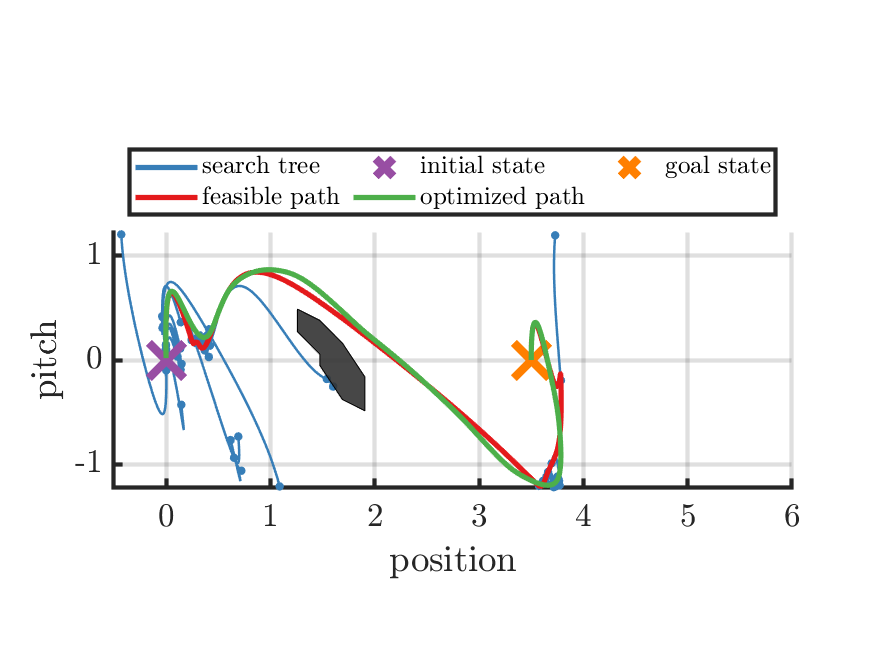 search tree initial state goal state
feasible path optimized path
1
0
-1
pitch
0 1 2 3 4 5 6
position